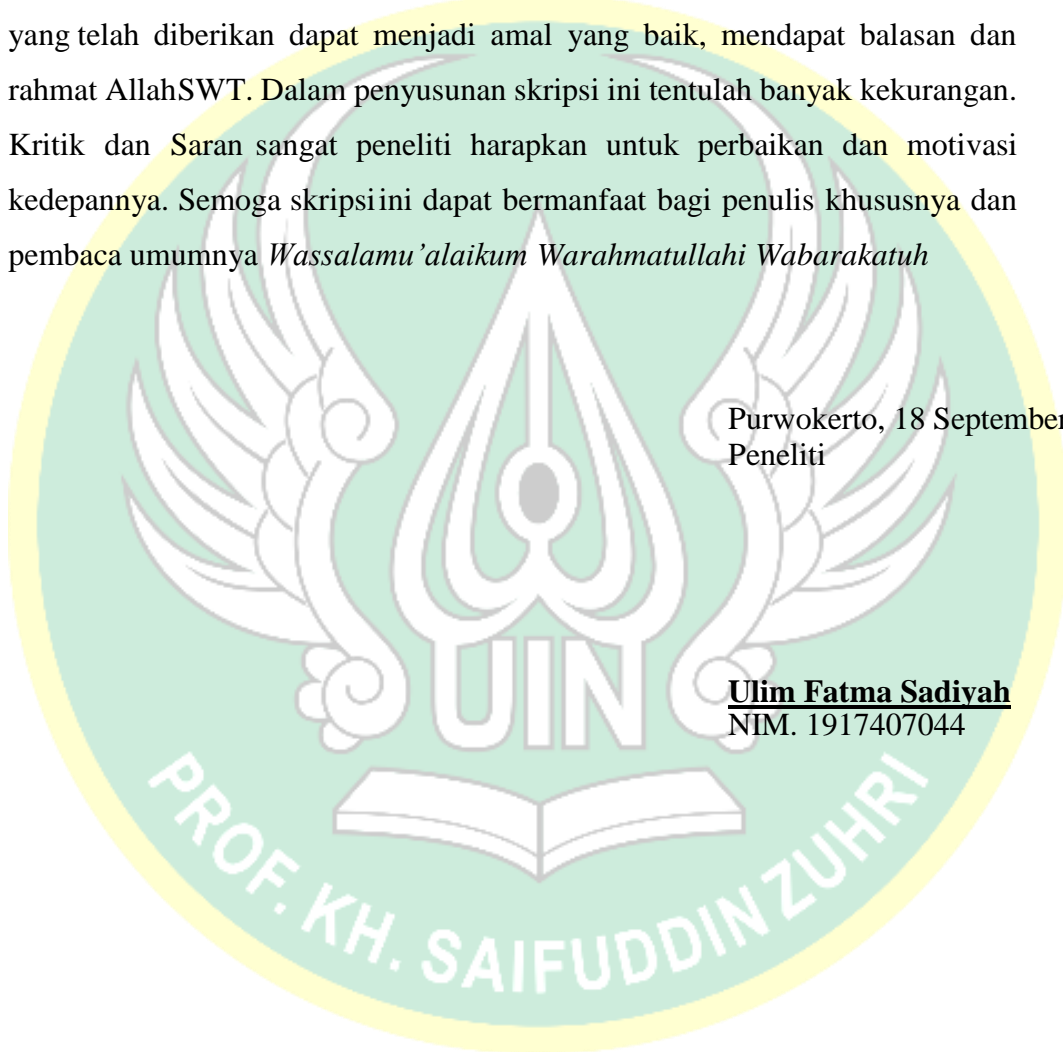 yang telah diberikan dapat menjadi amal yang baik, mendapat balasan dan
rahmat AllahSWT. Dalam penyusunan skripsi ini tentulah banyak kekurangan.
Kritik dan Saran sangat peneliti harapkan untuk perbaikan dan motivasi
kedepannya. Semoga skripsiini dapat bermanfaat bagi penulis khususnya dan
pembaca umumnya Wassalamu’alaikum Warahmatullahi Wabarakatuh
Purwokerto, 18 September
Peneliti
Ulim Fatma Sadiyah
NIM. 1917407044
UIN
PROF. KH. SAIFUDDIN ZUHRI